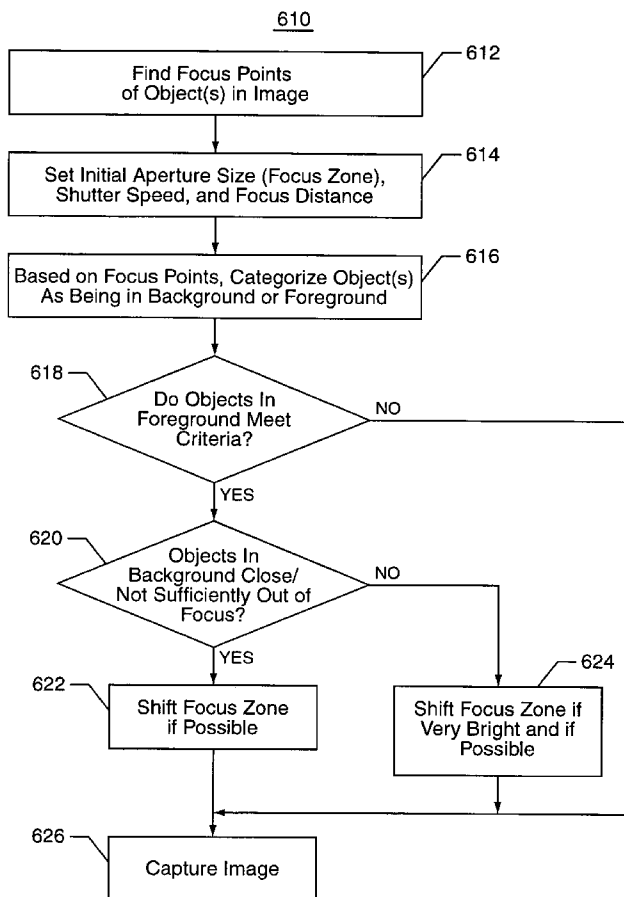 610
612
Find Focus Points
of Object(s) in Image
614
Set Initial Aperture Size (Focus Zone),
Shutter Speed, and Focus Distance
616
Based on Focus Points, Categorize Object(s)
As Being in Background or Foreground
618
Do Objects In
Foreground Meet
Criteria?
NO
YES
620
Objects In
Background Close/
Not Sufficiently Out of
Focus?
NO
YES
622
Shift Focus Zone
if Possible
624
Shift Focus Zone if
Very Bright and if
Possible
626
Capture Image